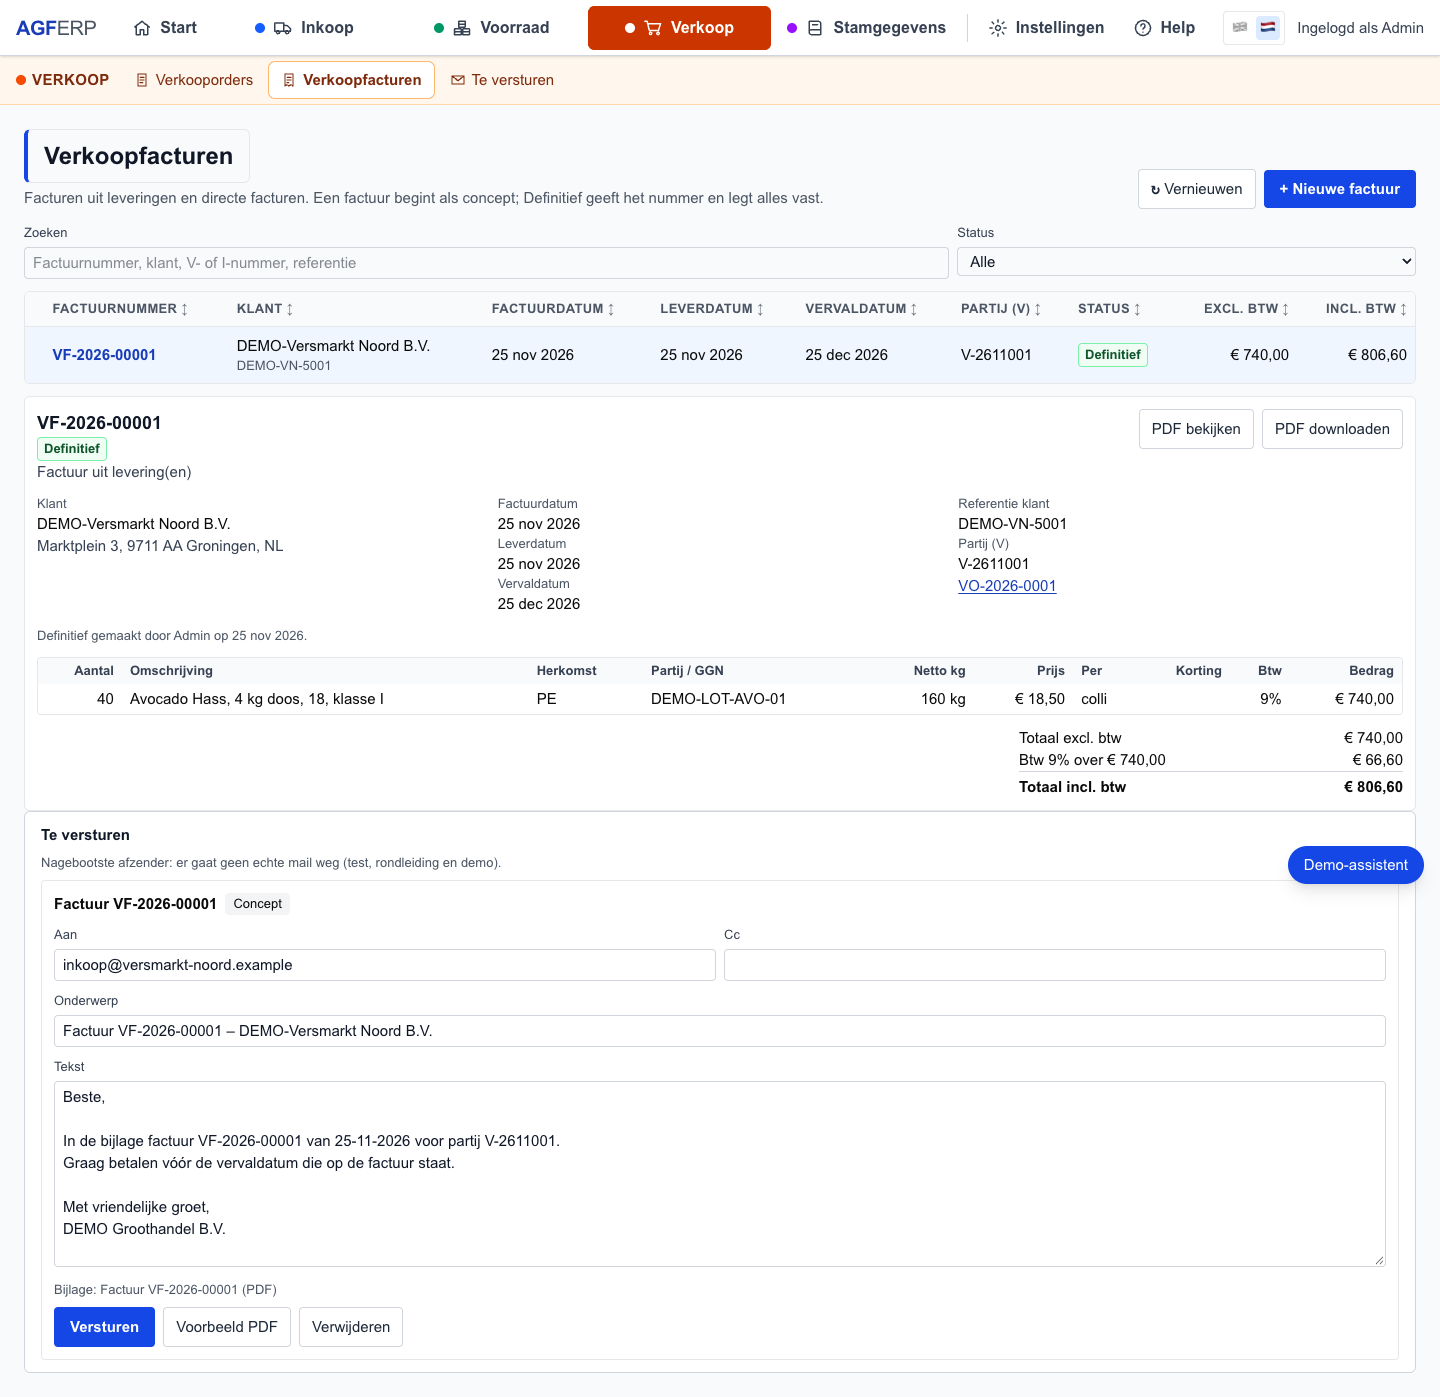 AGFERP
Start
Inkoop
Voorraad
Verkoop
Stamgegevens
Instellingen
Help
Ingelogd als Admin
VERKOOP
Verkooporders
Verkoopfacturen
Te versturen
Verkoopfacturen
Facturen uit leveringen en directe facturen. Een factuur begint als concept; Definitief geeft het nummer en legt alles vast.
↻ Vernieuwen
+ Nieuwe factuur
Zoeken
Status
Factuurnummer, klant, V- of I-nummer, referentie
Alle
FACTUURNUMMER ↕ KLANT ↕ FACTUURDATUM ↕ LEVERDATUM ↕ VERVALDATUM ↕ PARTIJ (V) ↕ STATUS ↕ EXCL. BTW ↕ INCL. BTW ↕
VF-2026-00001 DEMO-Versmarkt Noord B.V. 25 nov 2026 25 nov 2026 25 dec 2026 V-2611001 Definitief € 740,00 € 806,60
DEMO-VN-5001
VF-2026-00001
PDF bekijken
PDF downloaden
Definitief
Factuur uit levering(en)
Klant
DEMO-Versmarkt Noord B.V.
Marktplein 3, 9711 AA Groningen, NL
Factuurdatum
25 nov 2026
Leverdatum
25 nov 2026
Vervaldatum
25 dec 2026
Referentie klant
DEMO-VN-5001
Partij (V)
V-2611001
VO-2026-0001
Definitief gemaakt door Admin op 25 nov 2026.
Aantal Omschrijving Herkomst Partij / GGN Netto kg Prijs Per Korting Btw Bedrag
40 Avocado Hass, 4 kg doos, 18, klasse I PE DEMO-LOT-AVO-01 160 kg € 18,50 colli 9% € 740,00
Totaal excl. btw € 740,00
Btw 9% over € 740,00 € 66,60
Totaal incl. btw € 806,60
Te versturen
Nagebootste afzender: er gaat geen echte mail weg (test, rondleiding en demo).
Demo-assistent
Factuur VF-2026-00001 Concept
Aan
Cc
inkoop@versmarkt-noord.example
Onderwerp
Factuur VF-2026-00001 – DEMO-Versmarkt Noord B.V.
Tekst
Beste,
In de bijlage factuur VF-2026-00001 van 25-11-2026 voor partij V-2611001.
Graag betalen vóór de vervaldatum die op de factuur staat.
Met vriendelijke groet,
DEMO Groothandel B.V.
Bijlage: Factuur VF-2026-00001 (PDF)
Versturen
Voorbeeld PDF
Verwijderen